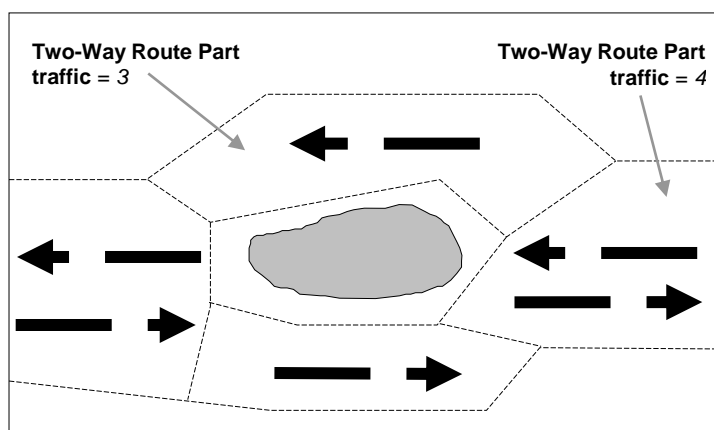 Two-Way Route Part
traffic = 3
Two-Way Route Part
traffic = 4